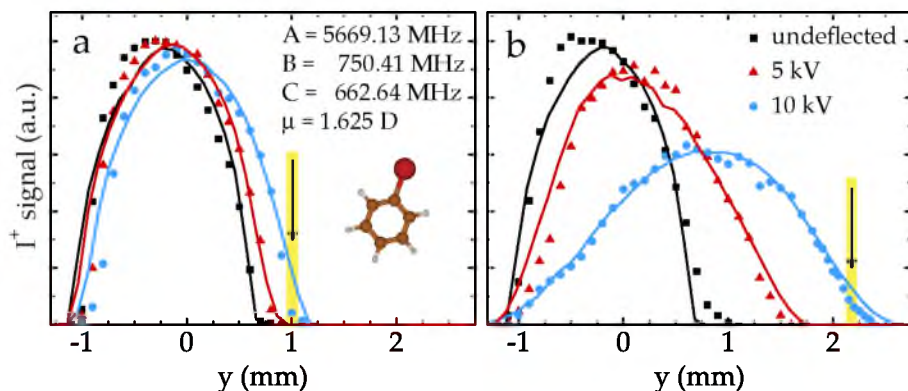 a
A = 5669.13 MHz
B = 750.41 MHz
C = 662.64 MHz
μ = 1.625 D
b
undeflected
5 kV
10 kV
I⁺ signal (a.u.)
-1 0 1 2
-1 0 1 2
y (mm)
y (mm)